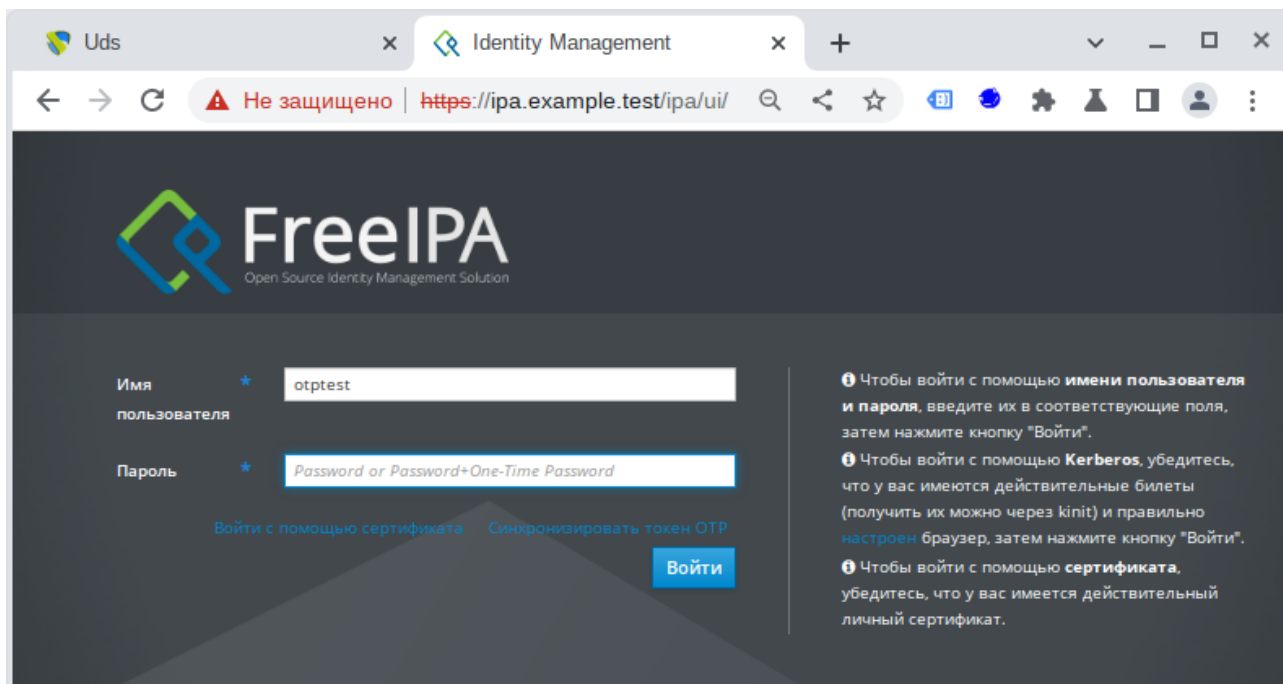 Uds
Identity Management
Не защищено
https://ipa.example.test/ipa/ui/
FreeIPA
Open Source Identity Management Solution
Имя
пользователя
*
otptest
Пароль
*
Password or Password+One-Time Password
Войти с помощью сертификата
Синхронизировать токен OTP
Войти
Чтобы войти с помощью имени пользователя
и пароля, введите их в соответствующие поля,
затем нажмите кнопку "Войти".
Чтобы войти с помощью Kerberos, убедитесь,
что у вас имеются действительные билеты
(получить их можно через kinit) и правильно
настроен браузер, затем нажмите кнопку "Войти".
Чтобы войти с помощью сертификата,
убедитесь, что у вас имеется действительный
личный сертификат.